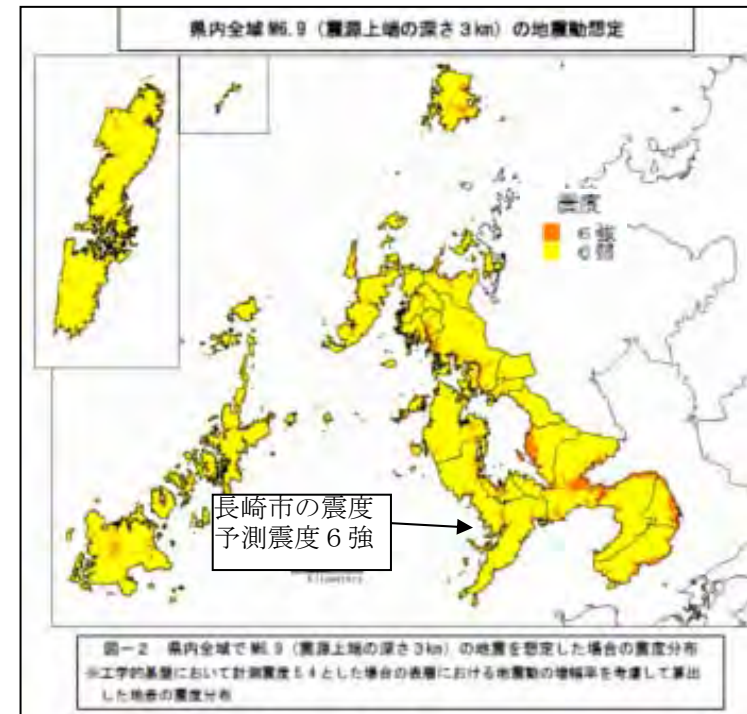 県内全域 M6.9（震源上端の深さ３km）の地震動想定
震度
６強
６弱
長崎市の震度
予測震度６強
Kilometers
図－２　県内全域で M6.9（震源上端の深さ３km）の地震を想定した場合の震度分布
※工学的基盤において計測震度 5.4 とした場合の表層における地震動の増幅率を考慮して算出
した地表の震度分布